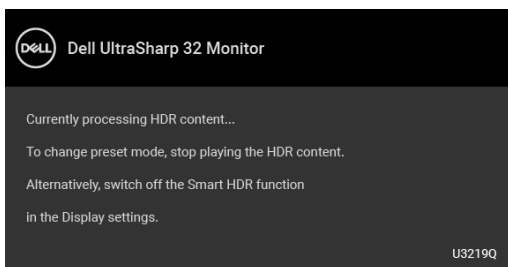 DELL
Dell UltraSharp 32 Monitor
Currently processing HDR content...
To change preset mode, stop playing the HDR content.
Alternatively, switch off the Smart HDR function
in the Display settings.
U3219Q